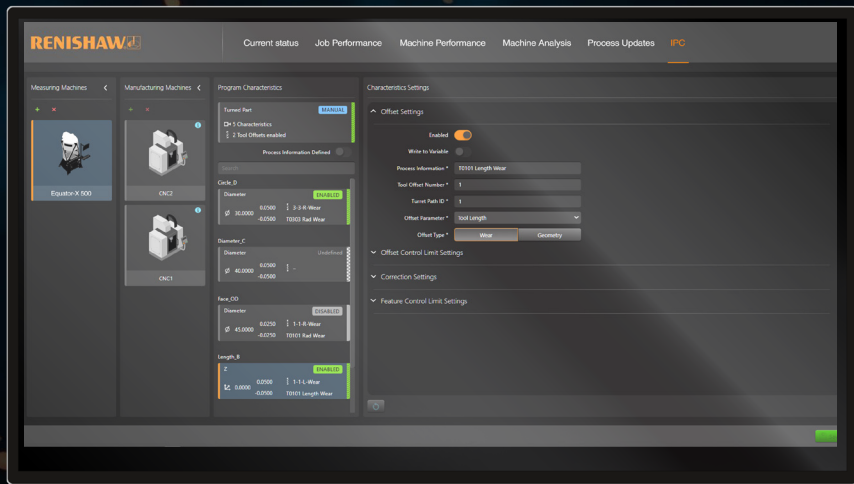 RENISHAW
Current status
Job Performance
Machine Performance
Machine Analysis
Process Updates
IPC
Measuring Machines
Equator-X 500
Manufacturing Machines
CNC2
CNC1
Program Characteristics
Turned Part MANUAL
5 Characteristics
2 Tool Offsets enabled
Process Information Defined
Search
Circle_D
Diameter ENABLED
Ø 30.0000 0.0500 3-3-R-Wear
-0.0500 T0303 Rad Wear
Diameter_C
Diameter Undefined
Ø 40.0000 0.0500 --
-0.0500
Face_OD
Diameter DISABLED
Ø 45.0000 0.0250 1-1-R-Wear
-0.0250 T0101 Rad Wear
Length_B
Z ENABLED
0.0000 0.0500 1-1-L-Wear
-0.0500 T0101 Length Wear
Characteristics Settings
Offset Settings
Enabled
Write to Variable
Process Information * T0101 Length Wear
Tool Offset Number * 1
Turret Path ID * 1
Offset Parameter * Tool Length
Offset Type * Wear Geometry
Offset Control Limit Settings
Correction Settings
Feature Control Limit Settings